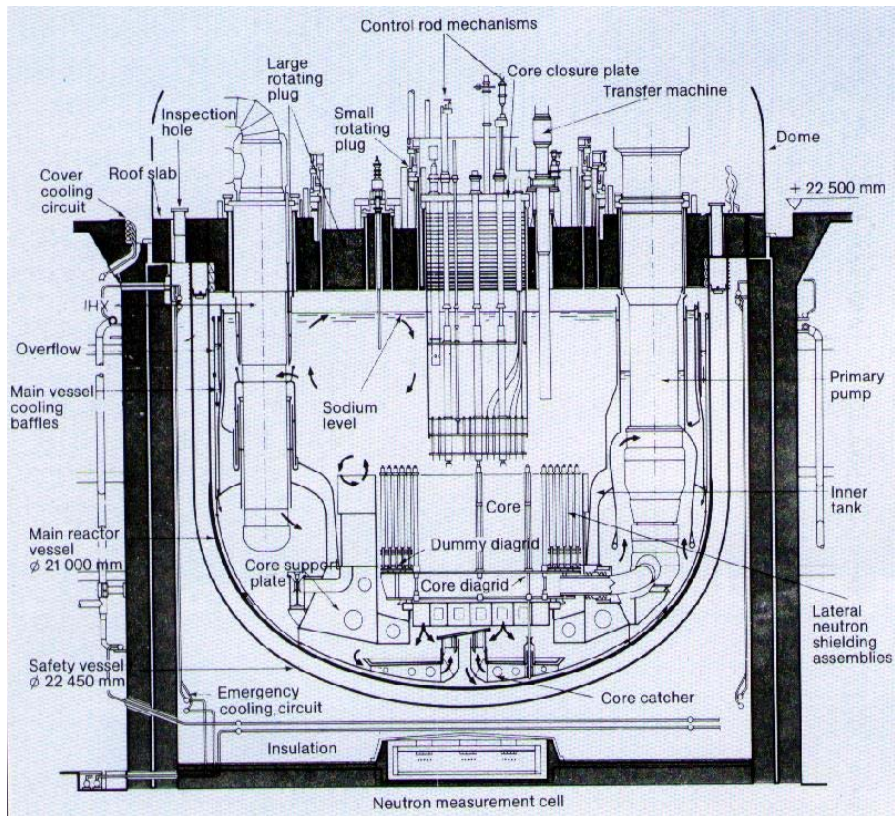 Control rod mechanisms
Large
rotating
plug
Core closure plate
Transfer machine
Inspection
hole
Small
rotating
plug
Dome
Roof slab
Cover
cooling
circuit
+ 22 500 mm
IHX
Overflow
Main vessel
cooling
baffles
Sodium
level
Primary
pump
Core
Inner
tank
Main reactor
vessel
ø 21 000 mm
Dummy diagrid
Core support
plate
Core diagrid
Lateral
neutron
shielding
assemblies
Safety vessel
ø 22 450 mm
Emergency
cooling circuit
Core catcher
Insulation
Neutron measurement cell